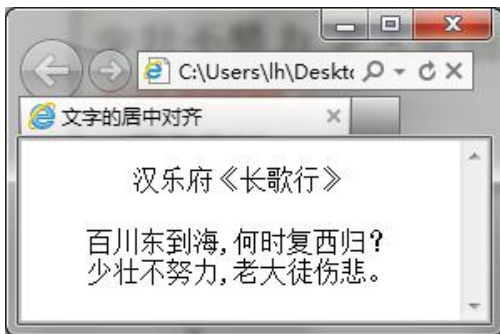 C:\Users\lh\Deskt
文字的居中对齐
汉乐府《长歌行》
百川东到海,何时复西归?
少壮不努力,老大徒伤悲。